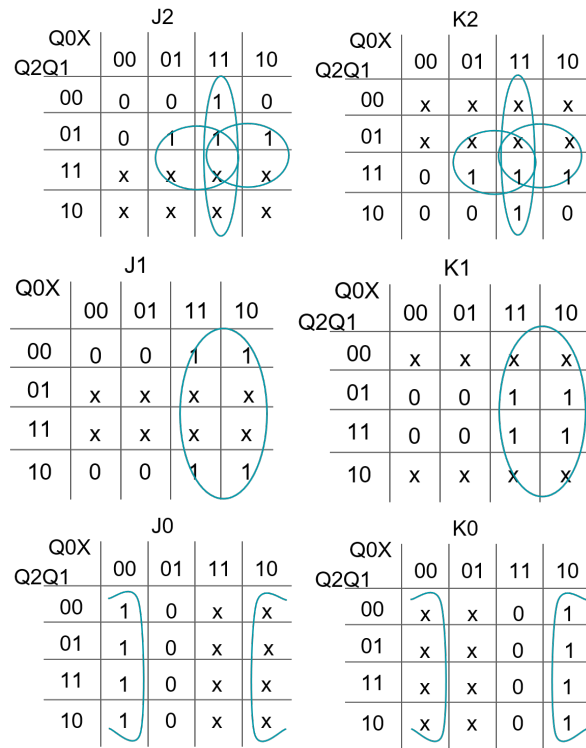 J2
Q0X
Q2Q1 00 01 11 10
00 0 0 1 0
01 0 1 1 1
11 x x x x
10 x x x x
K2
Q0X
Q2Q1 00 01 11 10
00 x x x x
01 x x x x
11 0 1 1 1
10 0 0 1 0
J1
Q0X
00 01 11 10
00 0 0 1 1
01 x x x x
11 x x x x
10 0 0 1 1
K1
Q0X
Q2Q1 00 01 11 10
00 x x x x
01 0 0 1 1
11 0 0 1 1
10 x x x x
J0
Q0X
Q2Q1 00 01 11 10
00 1 0 x x
01 1 0 x x
11 1 0 x x
10 1 0 x x
K0
Q0X
Q2Q1 00 01 11 10
00 x x 0 1
01 x x 0 1
11 x x 0 1
10 x x 0 1